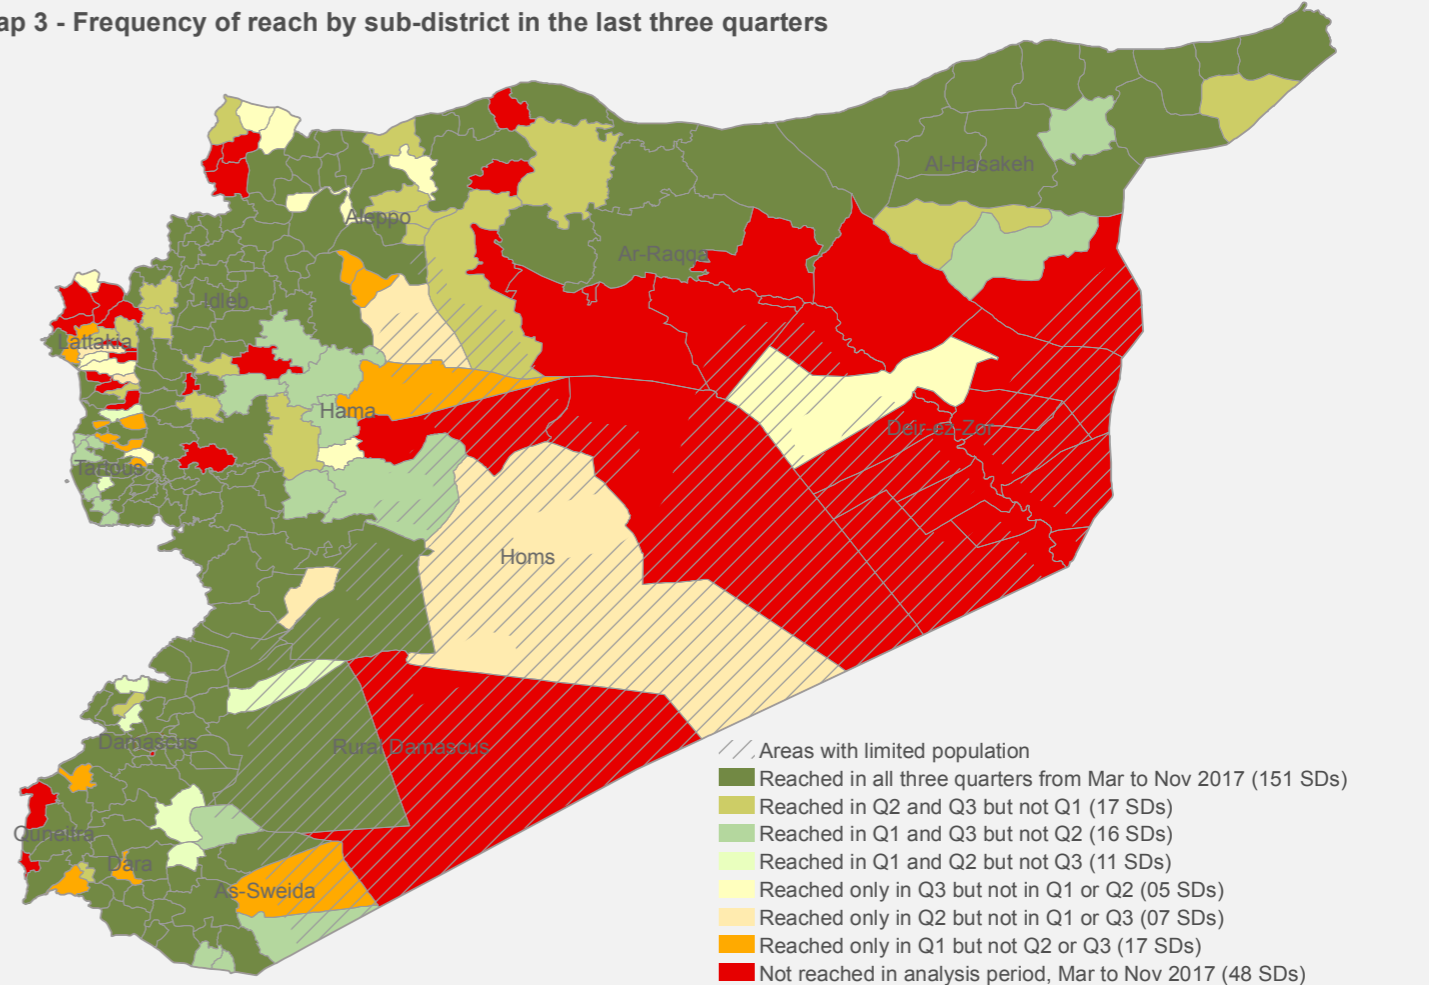 ap 3 - Frequency of reach by sub-district in the last three quarters
Al-Hasakeh
Aleppo
Ar-Raqqa
Idleb
Lattakia
Hama
Deir-ez-Zor
Tartous
Homs
Damascus
Rural Damascus
Quneitra
Dara
As-Sweida
Areas with limited population
Reached in all three quarters from Mar to Nov 2017 (151 SDs)
Reached in Q2 and Q3 but not Q1 (17 SDs)
Reached in Q1 and Q3 but not Q2 (16 SDs)
Reached in Q1 and Q2 but not Q3 (11 SDs)
Reached only in Q3 but not in Q1 or Q2 (05 SDs)
Reached only in Q2 but not in Q1 or Q3 (07 SDs)
Reached only in Q1 but not Q2 or Q3 (17 SDs)
Not reached in analysis period, Mar to Nov 2017 (48 SDs)